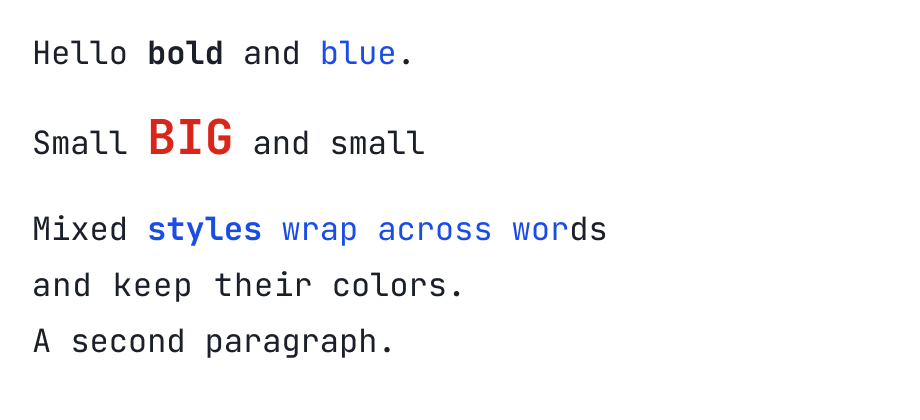 Hello bold and blue.
Small BIG and small
Mixed styles wrap across words
and keep their colors.
A second paragraph.